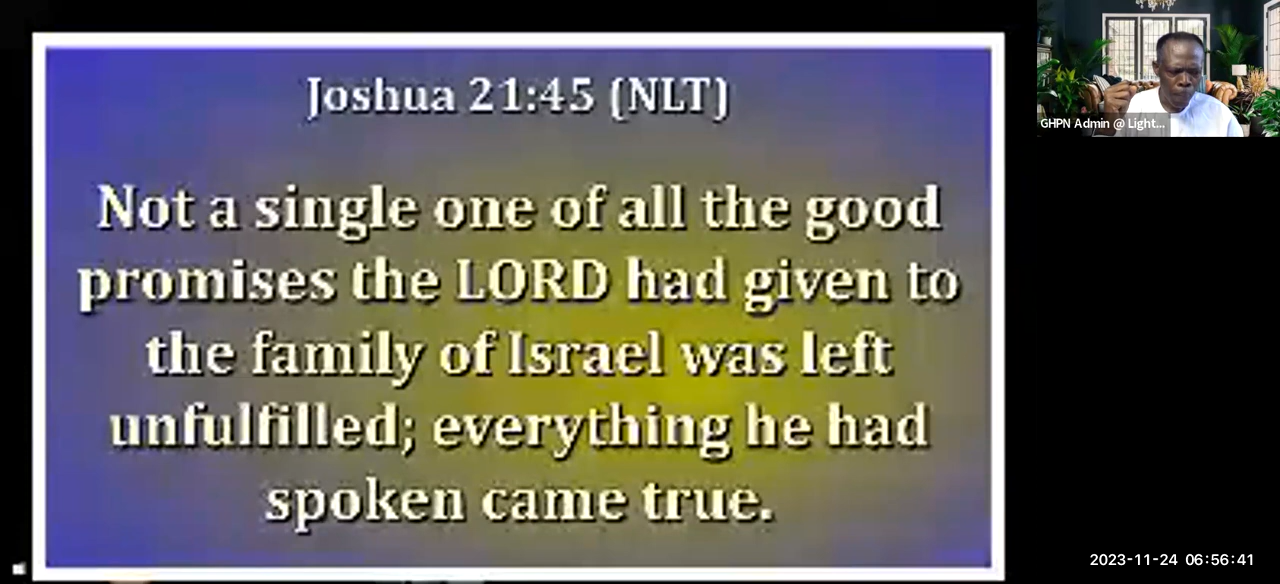 Joshua 21:45 (NLT)
Not a single one of all the good
promises the LORD had given to
the family of Israel was left
unfulfilled; everything he had
spoken came true.
GHPN Admin @ Light...
2023-11-24 06:56:41